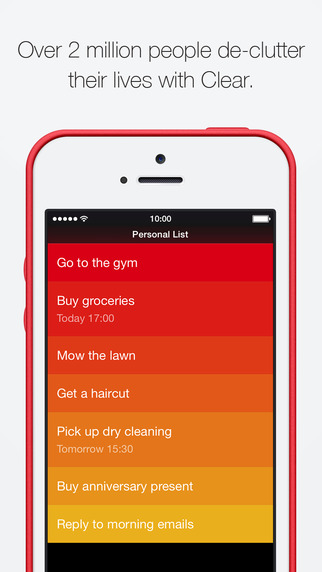 Over 2 million people de-clutter
their lives with Clear.
10:00
Personal List
Go to the gym
Buy groceries
Today 17:00
Mow the lawn
Get a haircut
Pick up dry cleaning
Tomorrow 15:30
Buy anniversary present
Reply to morning emails